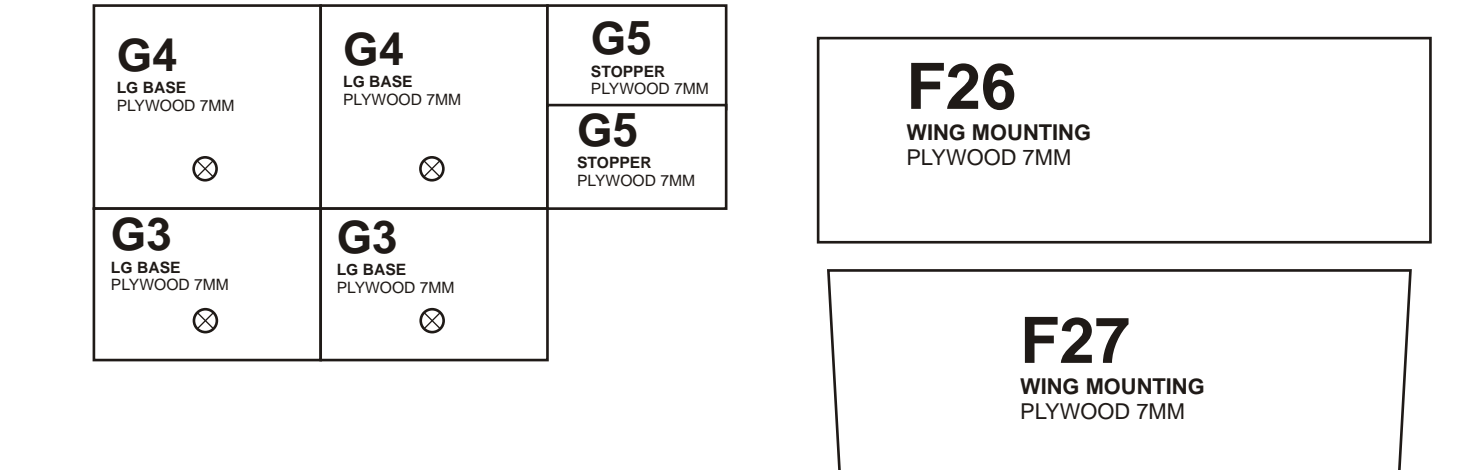 G4
LG BASE
PLYWOOD 7MM
G4
LG BASE
PLYWOOD 7MM
G5
STOPPER
PLYWOOD 7MM
G5
STOPPER
PLYWOOD 7MM
G3
LG BASE
PLYWOOD 7MM
G3
LG BASE
PLYWOOD 7MM
F26
WING MOUNTING
PLYWOOD 7MM
F27
WING MOUNTING
PLYWOOD 7MM